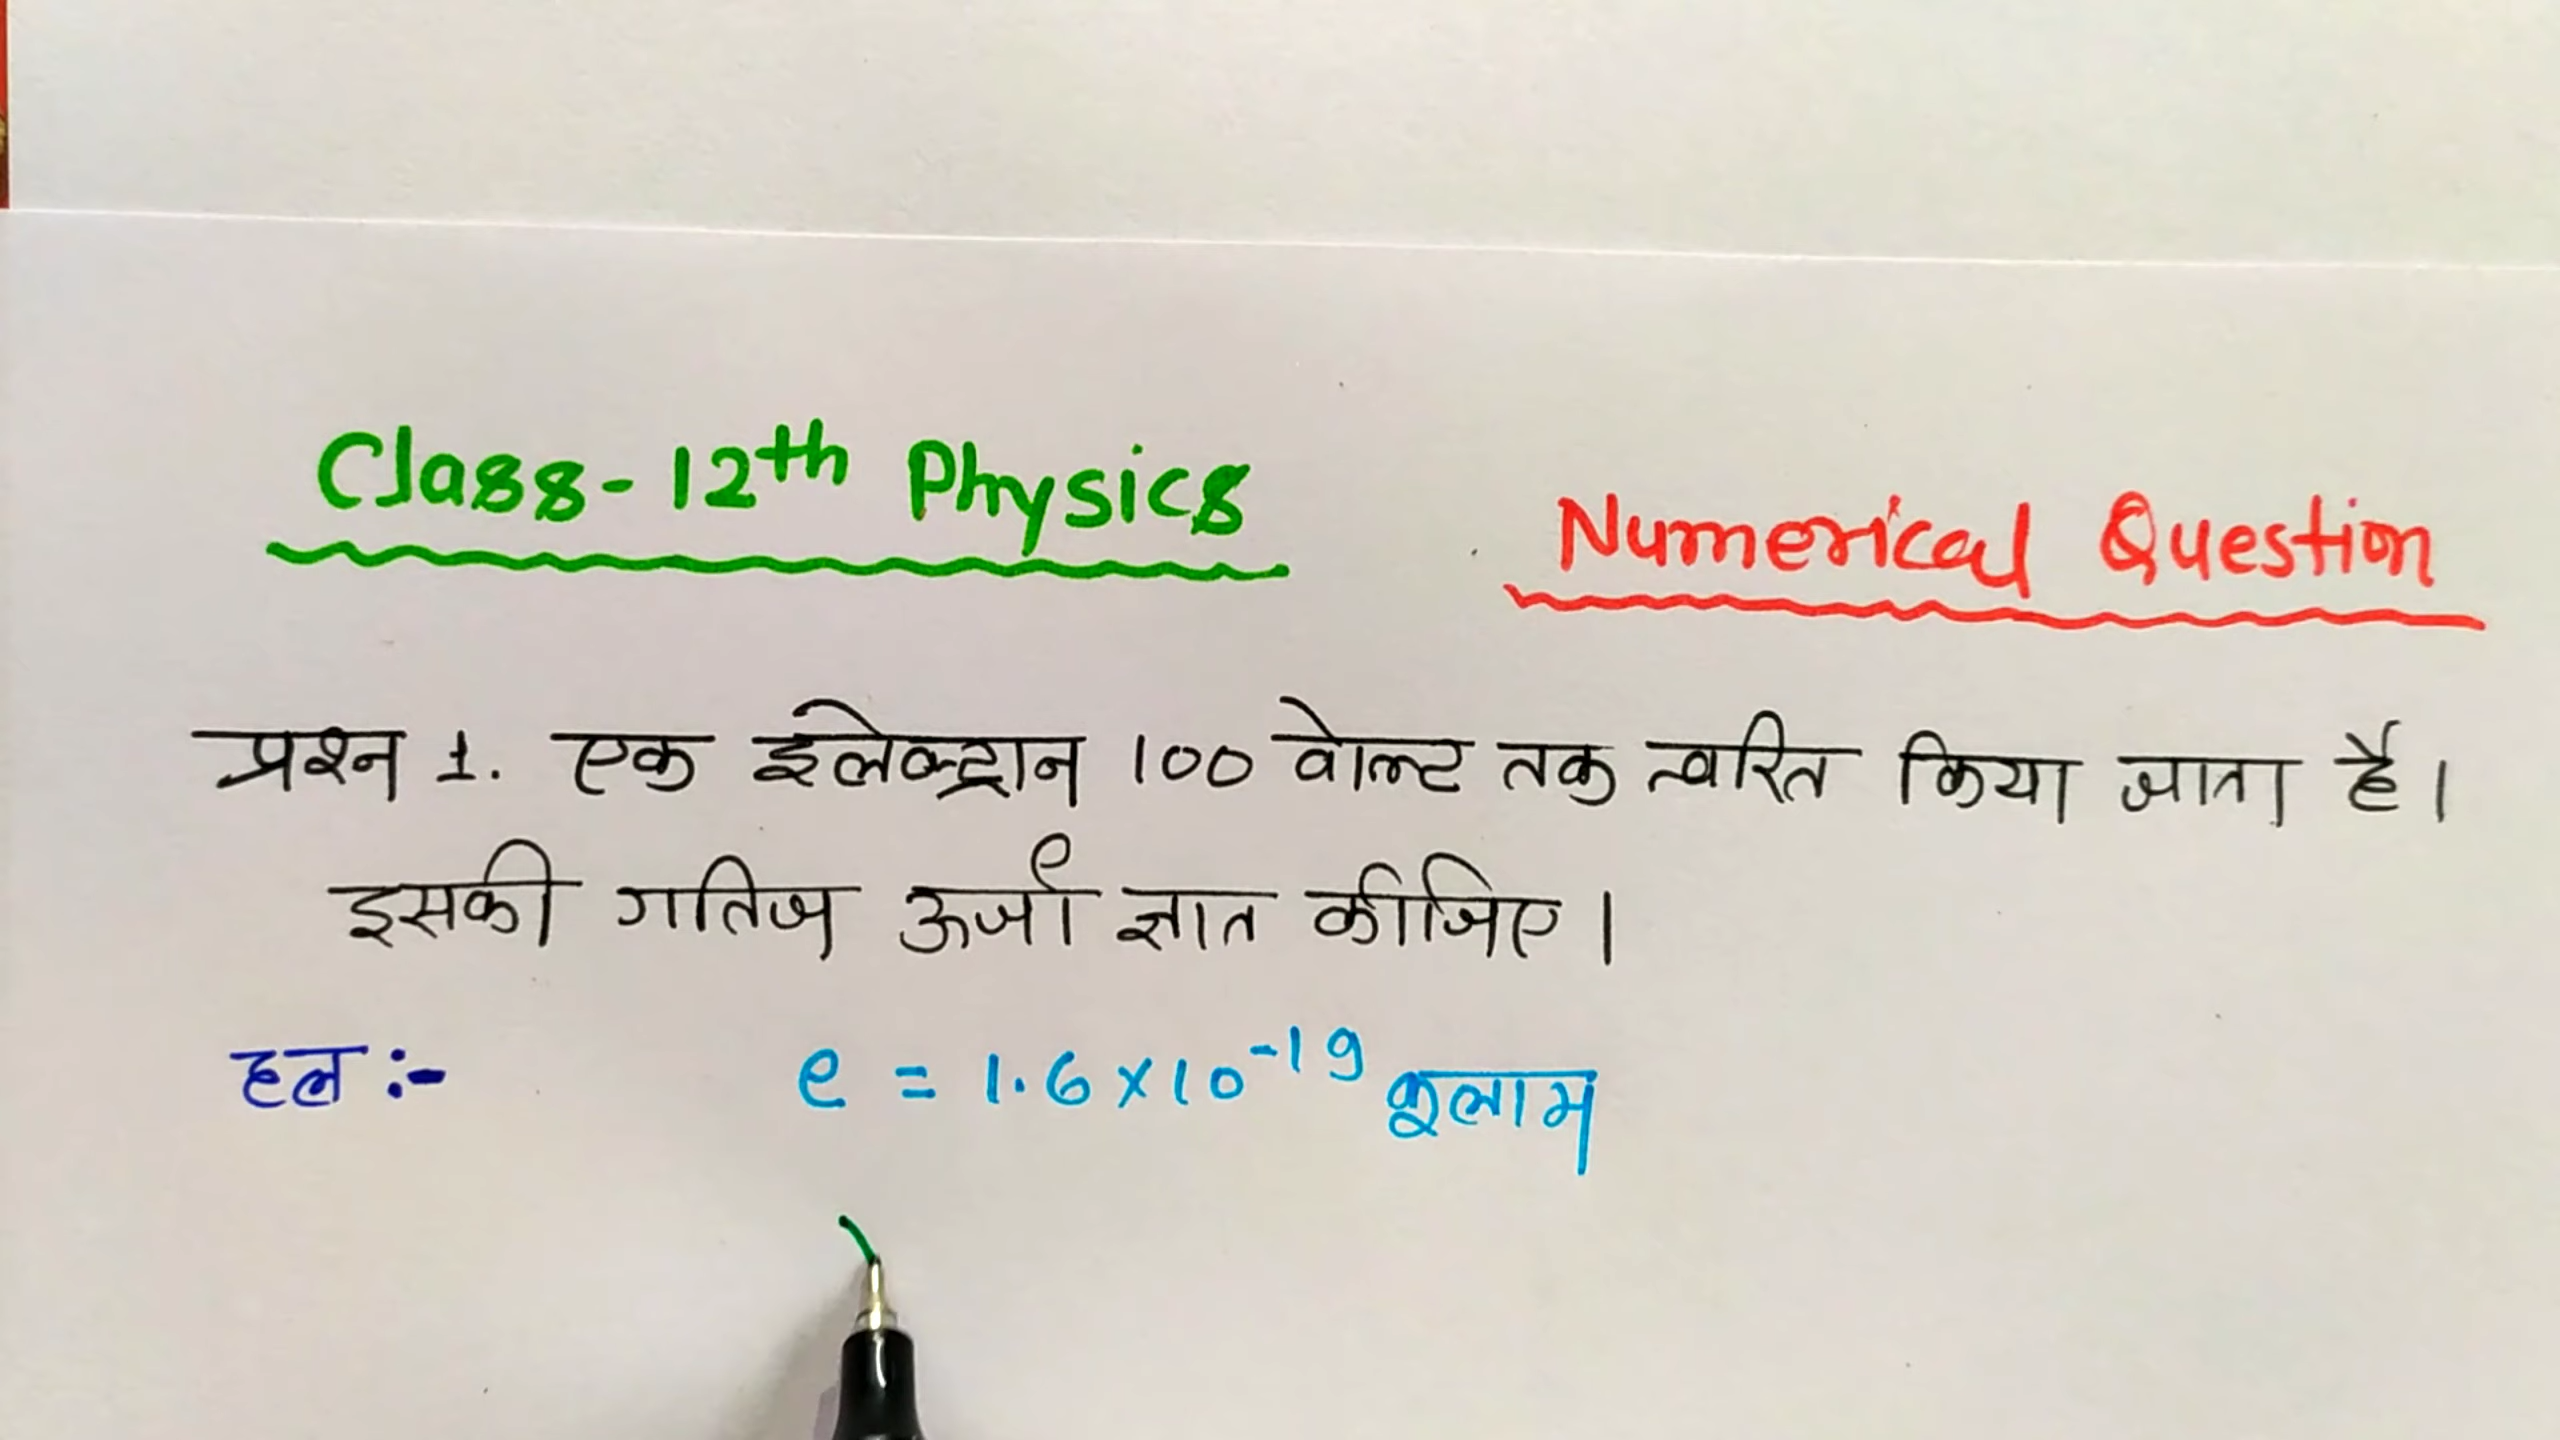 Class-12th Physics
Numerical Question
प्रश्न 1. एक इलेक्ट्रान 100 वोल्ट तक त्वरित किया जाता है।
इसकी गतिज ऊर्जा ज्ञात कीजिए।
हल :- e = 1.6×10⁻¹⁹ कूलाम